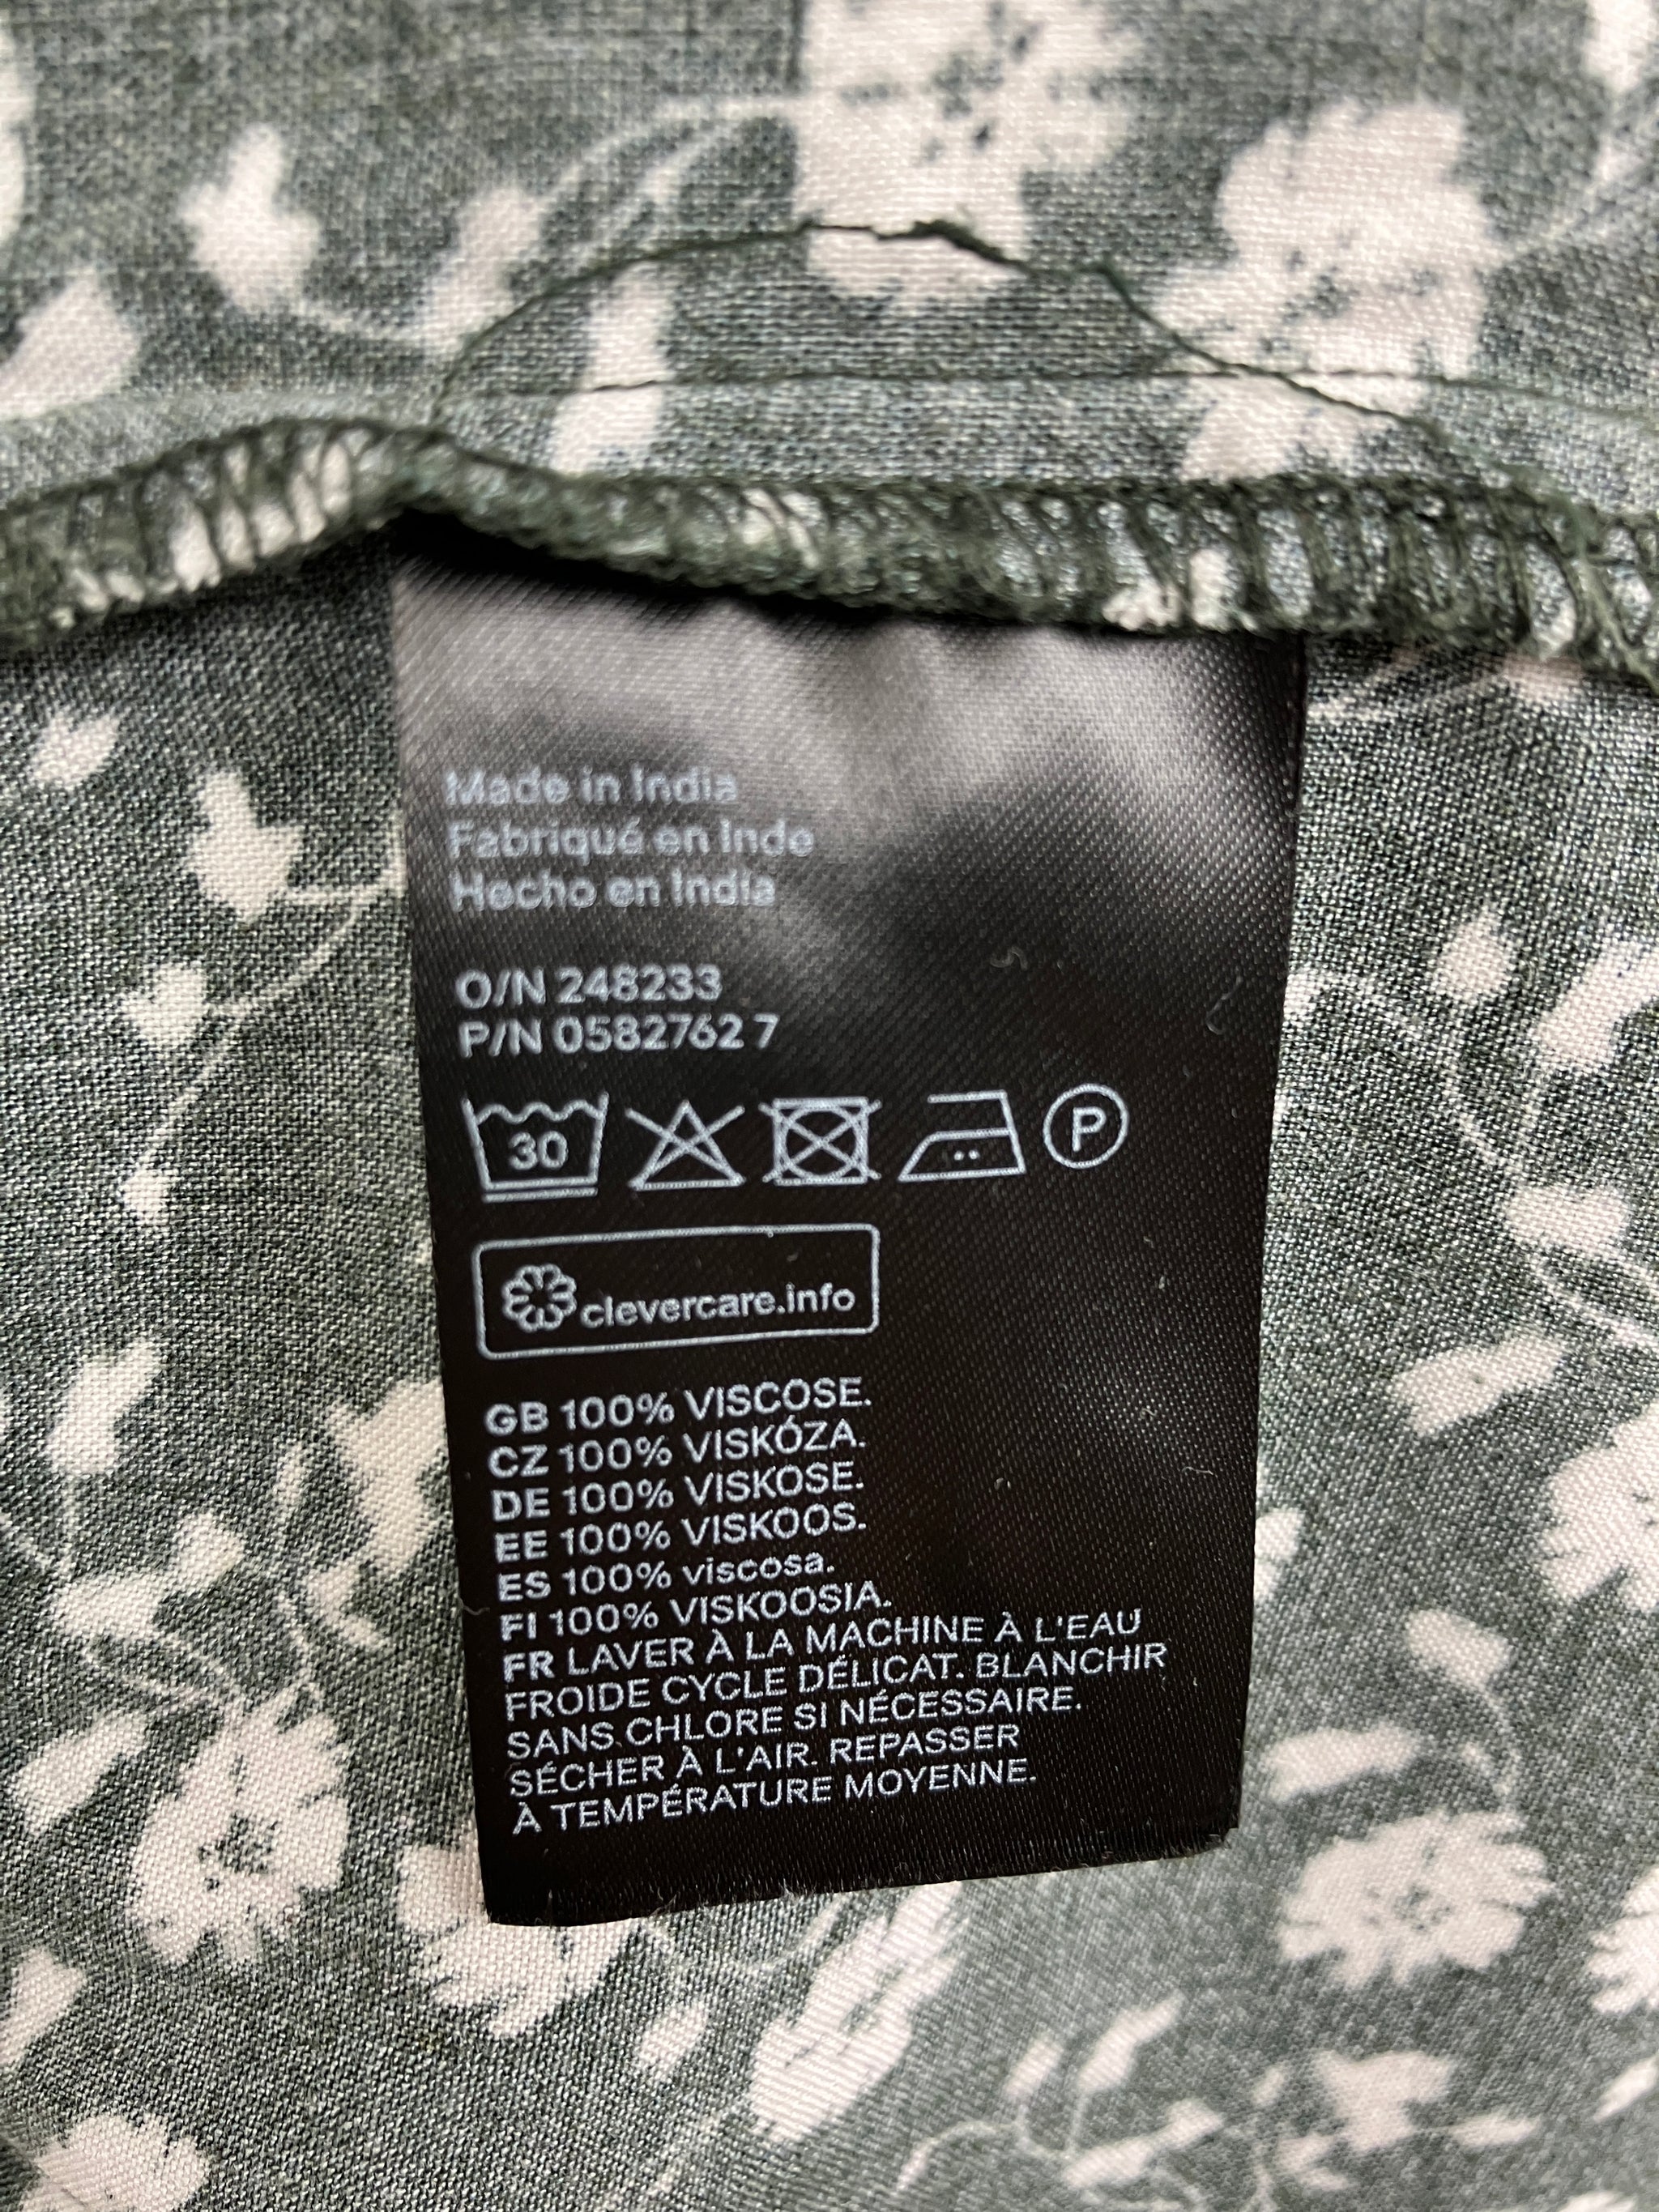 Made in India
Fabriqué en Inde
Hecho en India
O/N 248233
P/N 0582762 7
30
P
clevercare.info
GB 100% VISCOSE.
CZ 100% VISKÓZA.
DE 100% VISKOSE.
EE 100% VISKOOS.
ES 100% viscosa.
FI 100% VISKOOSIA.
FR LAVER À LA MACHINE À L'EAU
FROIDE CYCLE DÉLICAT. BLANCHIR
SANS CHLORE SI NÉCESSAIRE.
SÉCHER À L'AIR. REPASSER
À TEMPÉRATURE MOYENNE.